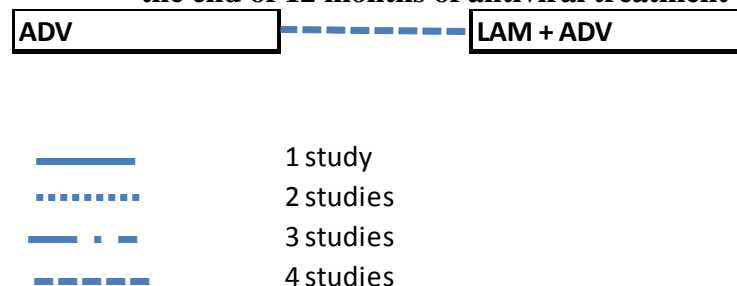 the end of 12 months of antiviral treatment
ADV LAM + ADV
1 study
2 studies
3 studies
4 studies